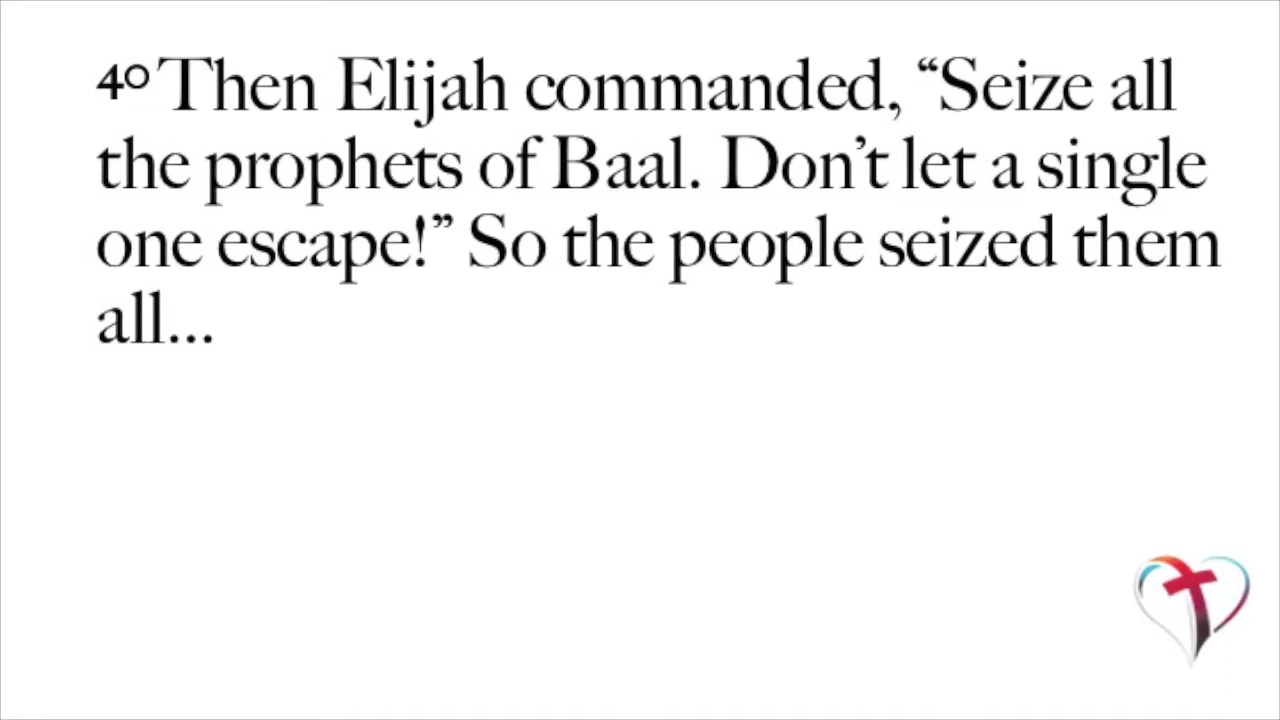 40 Then Elijah commanded, “Seize all
the prophets of Baal. Don’t let a single
one escape!” So the people seized them
all...